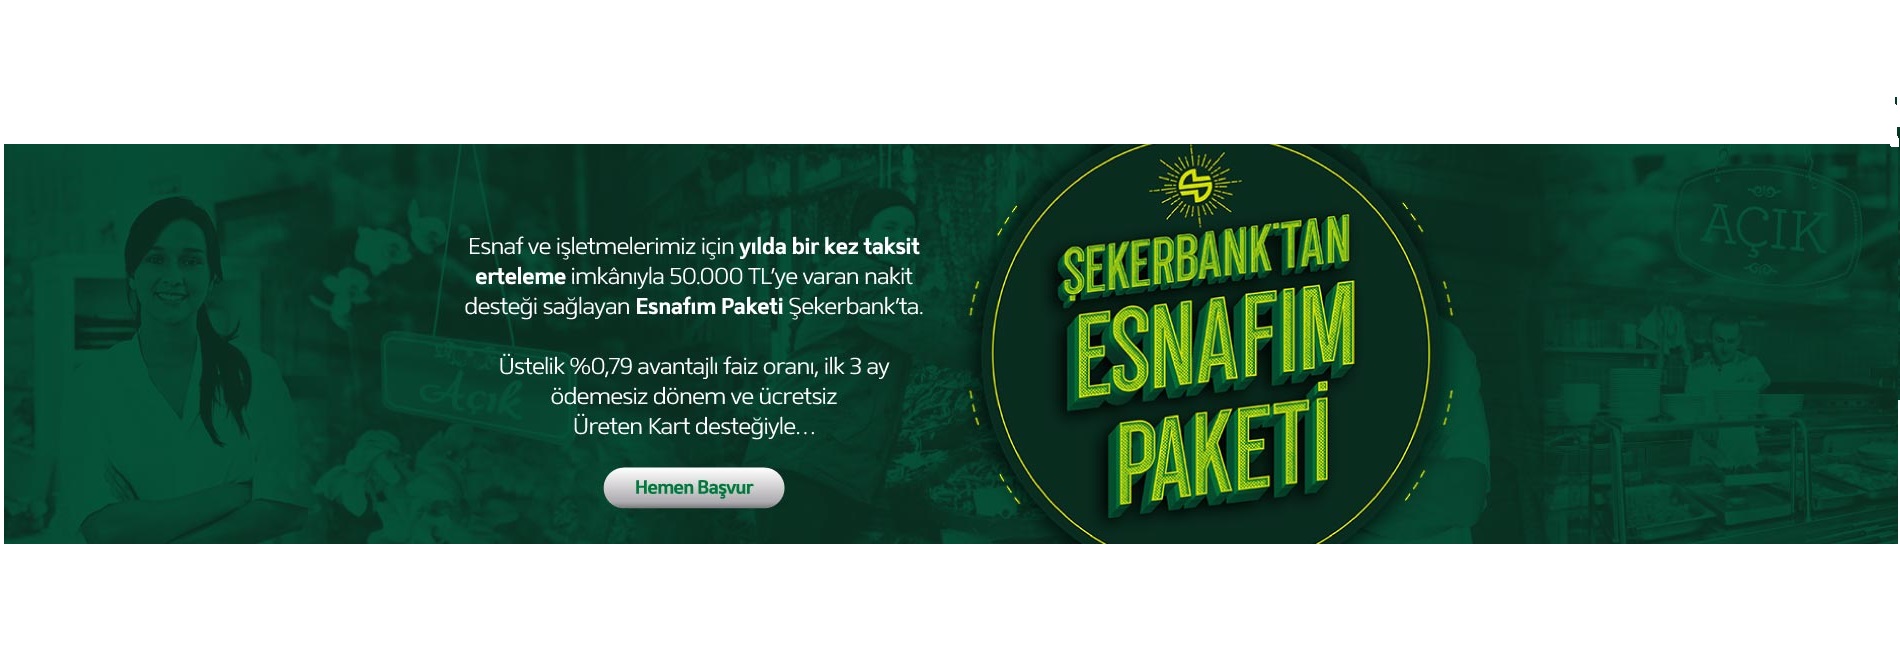 Esnaf ve işletmelerimiz için yılda bir kez taksit
erteleme imkânıyla 50.000 TL'ye varan nakit
desteği sağlayan Esnafım Paketi Şekerbank'ta.
Üstelik %0,79 avantajlı faiz oranı, ilk 3 ay
ödemesiz dönem ve ücretsiz
Üreten Kart desteğiyle...
Hemen Başvur
Açık
ŞEKERBANK'TAN
ESNAFIM
PAKETİ
AÇIK